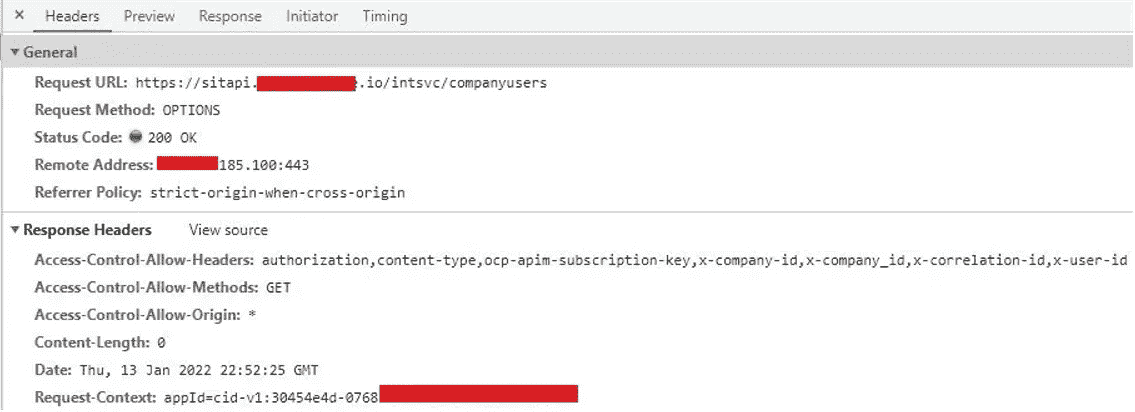 × Headers Preview Response Initiator Timing
▼ General
Request URL: https://sitapi. e.io/intsvc/companyusers
Request Method: OPTIONS
Status Code: 200 OK
Remote Address: 185.100:443
Referrer Policy: strict-origin-when-cross-origin
▼ Response Headers View source
Access-Control-Allow-Headers: authorization,content-type,ocp-apim-subscription-key,x-company-id,x-company_id,x-correlation-id,x-user-id
Access-Control-Allow-Methods: GET
Access-Control-Allow-Origin: *
Content-Length: 0
Date: Thu, 13 Jan 2022 22:52:25 GMT
Request-Context: appId=cid-v1:30454e4d-0768